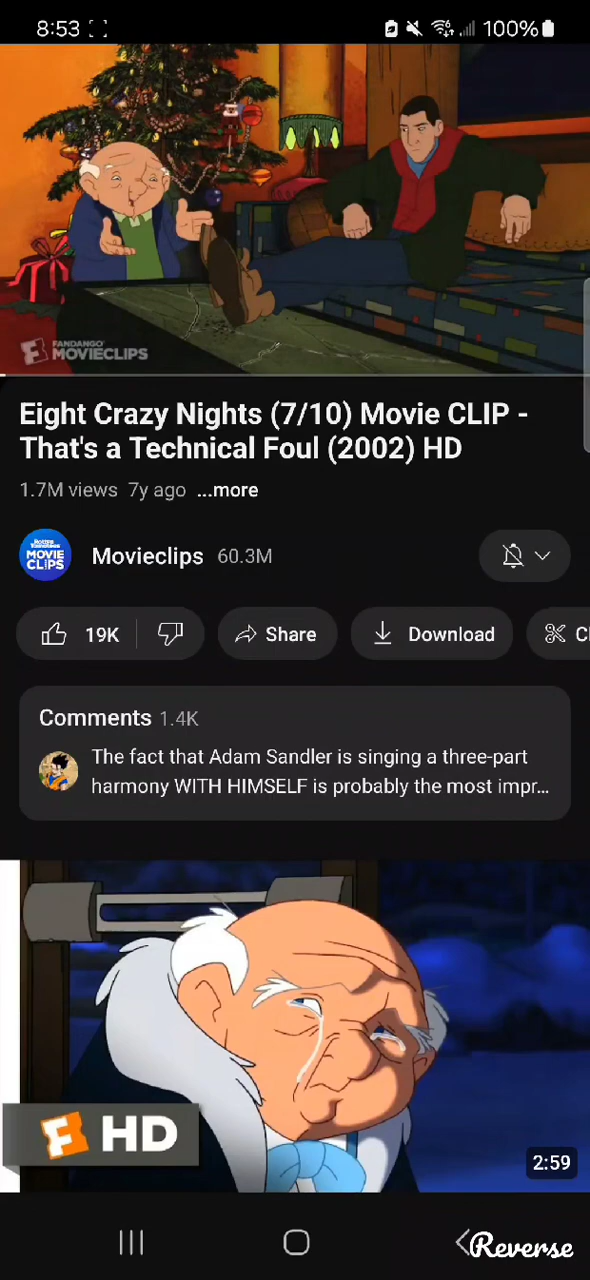 8:53
100%
FANDANGO
MOVIECLIPS
Eight Crazy Nights (7/10) Movie CLIP -
That's a Technical Foul (2002) HD
1.7M views 7y ago ...more
ROTTEN TOMATOES
MOVIE
CLIPS
Movieclips 60.3M
19K
Share
Download
Cl
Comments 1.4K
The fact that Adam Sandler is singing a three-part
harmony WITH HIMSELF is probably the most impr...
F HD
2:59
Reverse